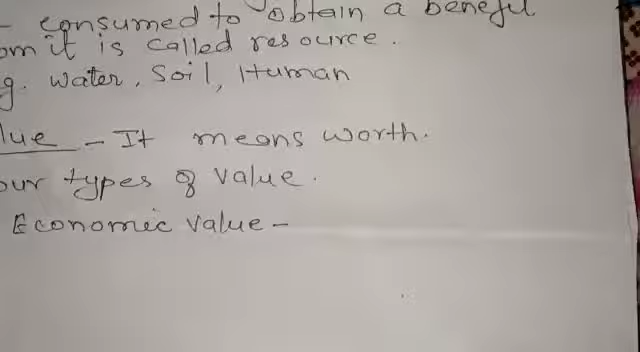 - consumed to obtain a benefit
om it is called resource.
g. Water, Soil, Human
lue - It means worth.
our types of value.
Economic value -